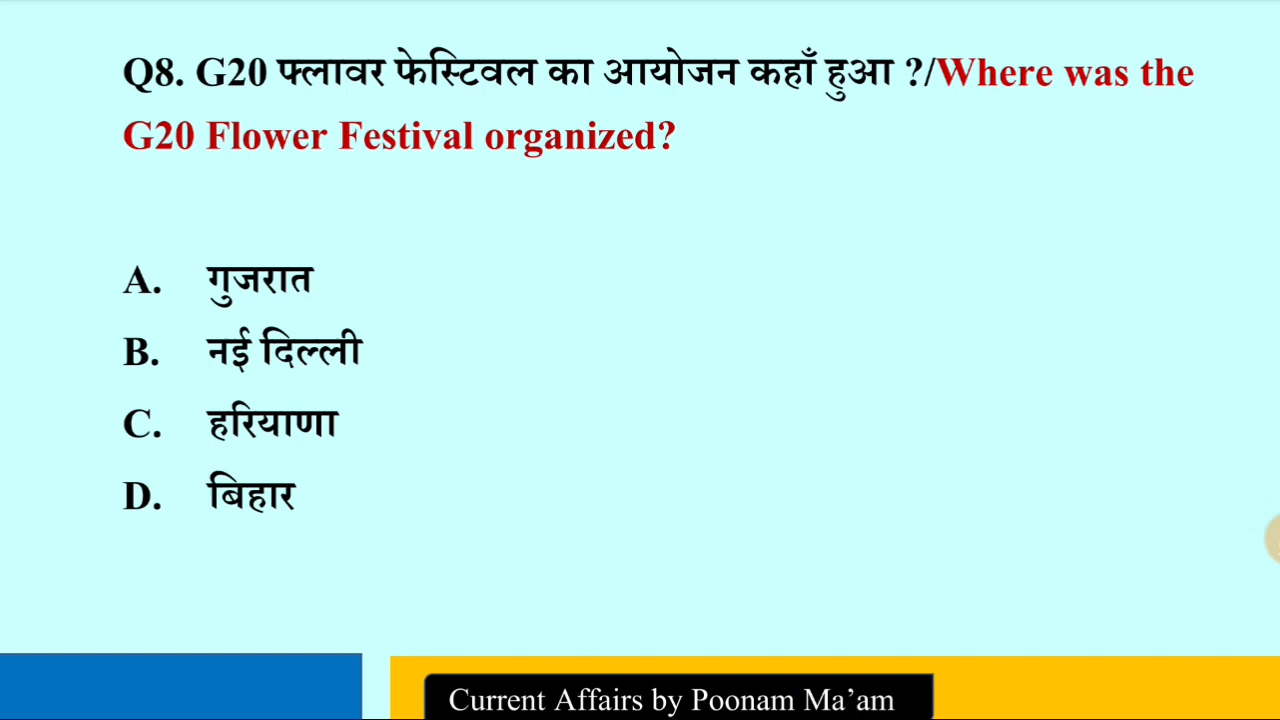 Q8. G20 फ्लावर फेस्टिवल का आयोजन कहाँ हुआ ?/Where was the
G20 Flower Festival organized?
A. गुजरात
B. नई दिल्ली
C. हरियाणा
D. बिहार
Current Affairs by Poonam Ma’am